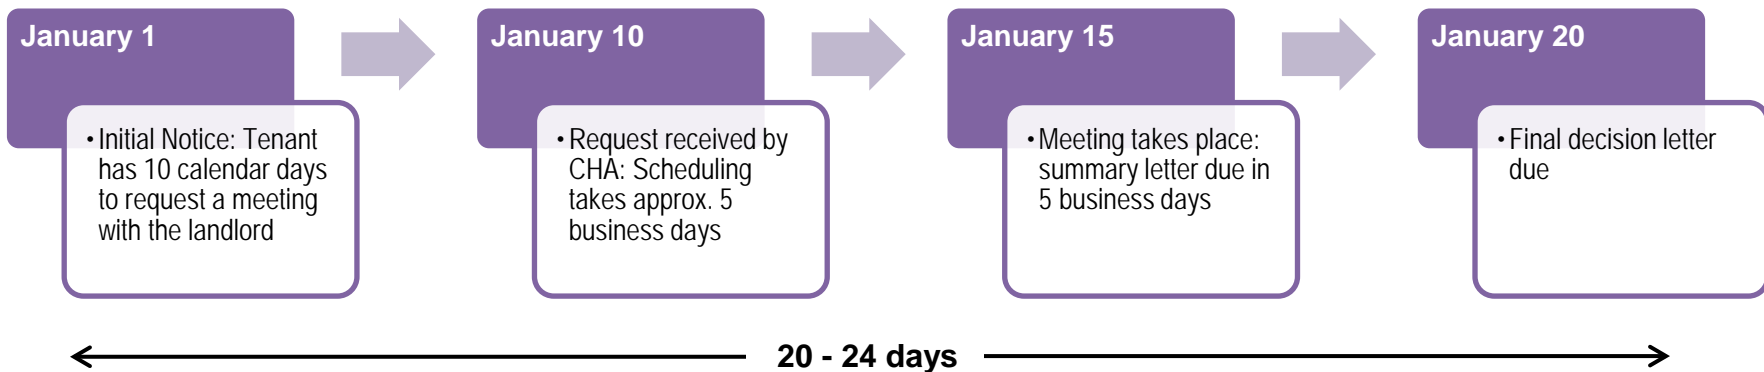 January 1
• Initial Notice: Tenant
has 10 calendar days
to request a meeting
with the landlord
January 10
• Request received by
CHA: Scheduling
takes approx. 5
business days
January 15
• Meeting takes place:
summary letter due in
5 business days
January 20
• Final decision letter
due
20 - 24 days